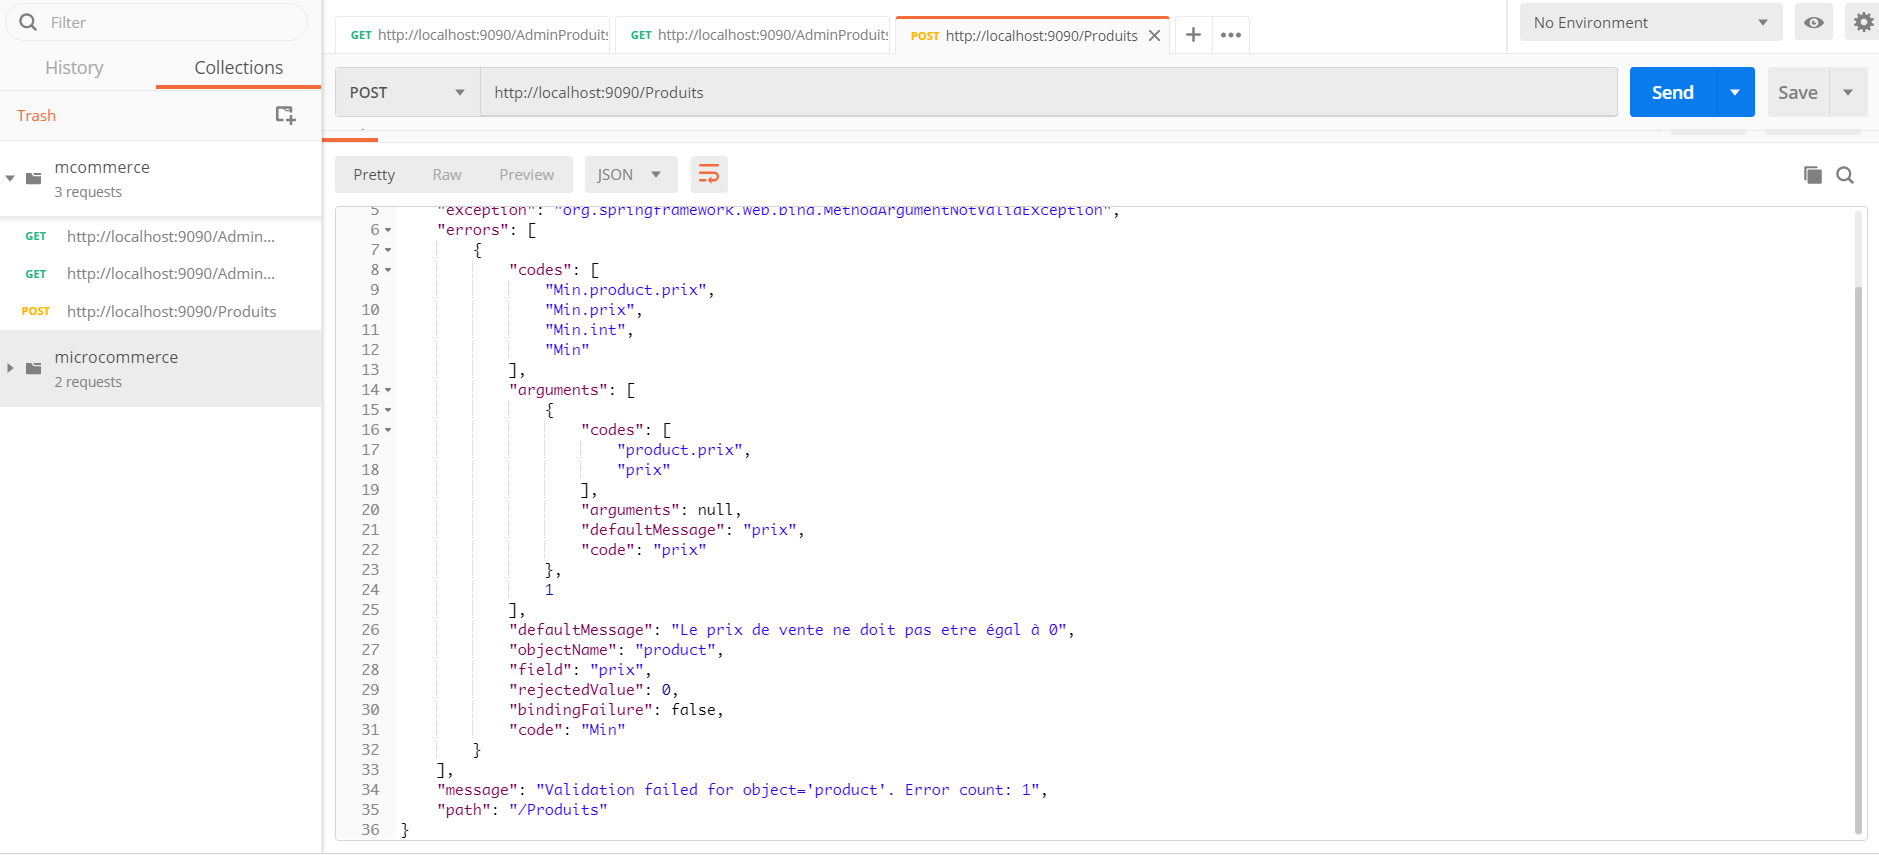 Filter
History
Collections
Trash
mcommerce
3 requests
GET http://localhost:9090/Admin...
GET http://localhost:9090/Admin...
POST http://localhost:9090/Produits
microcommerce
2 requests
GET http://localhost:9090/AdminProduits
GET http://localhost:9090/AdminProduits
POST http://localhost:9090/Produits
No Environment
POST
http://localhost:9090/Produits
Send
Save
Pretty
Raw
Preview
JSON
5 "exception": "org.springframework.web.bind.MethodArgumentNotValidException",
6 "errors": [
7 {
8 "codes": [
9 "Min.product.prix",
10 "Min.prix",
11 "Min.int",
12 "Min"
13 ],
14 "arguments": [
15 {
16 "codes": [
17 "product.prix",
18 "prix"
19 ],
20 "arguments": null,
21 "defaultMessage": "prix",
22 "code": "prix"
23 },
24 1
25 ],
26 "defaultMessage": "Le prix de vente ne doit pas etre égal à 0",
27 "objectName": "product",
28 "field": "prix",
29 "rejectedValue": 0,
30 "bindingFailure": false,
31 "code": "Min"
32 }
33 ],
34 "message": "Validation failed for object='product'. Error count: 1",
35 "path": "/Produits"
36 }